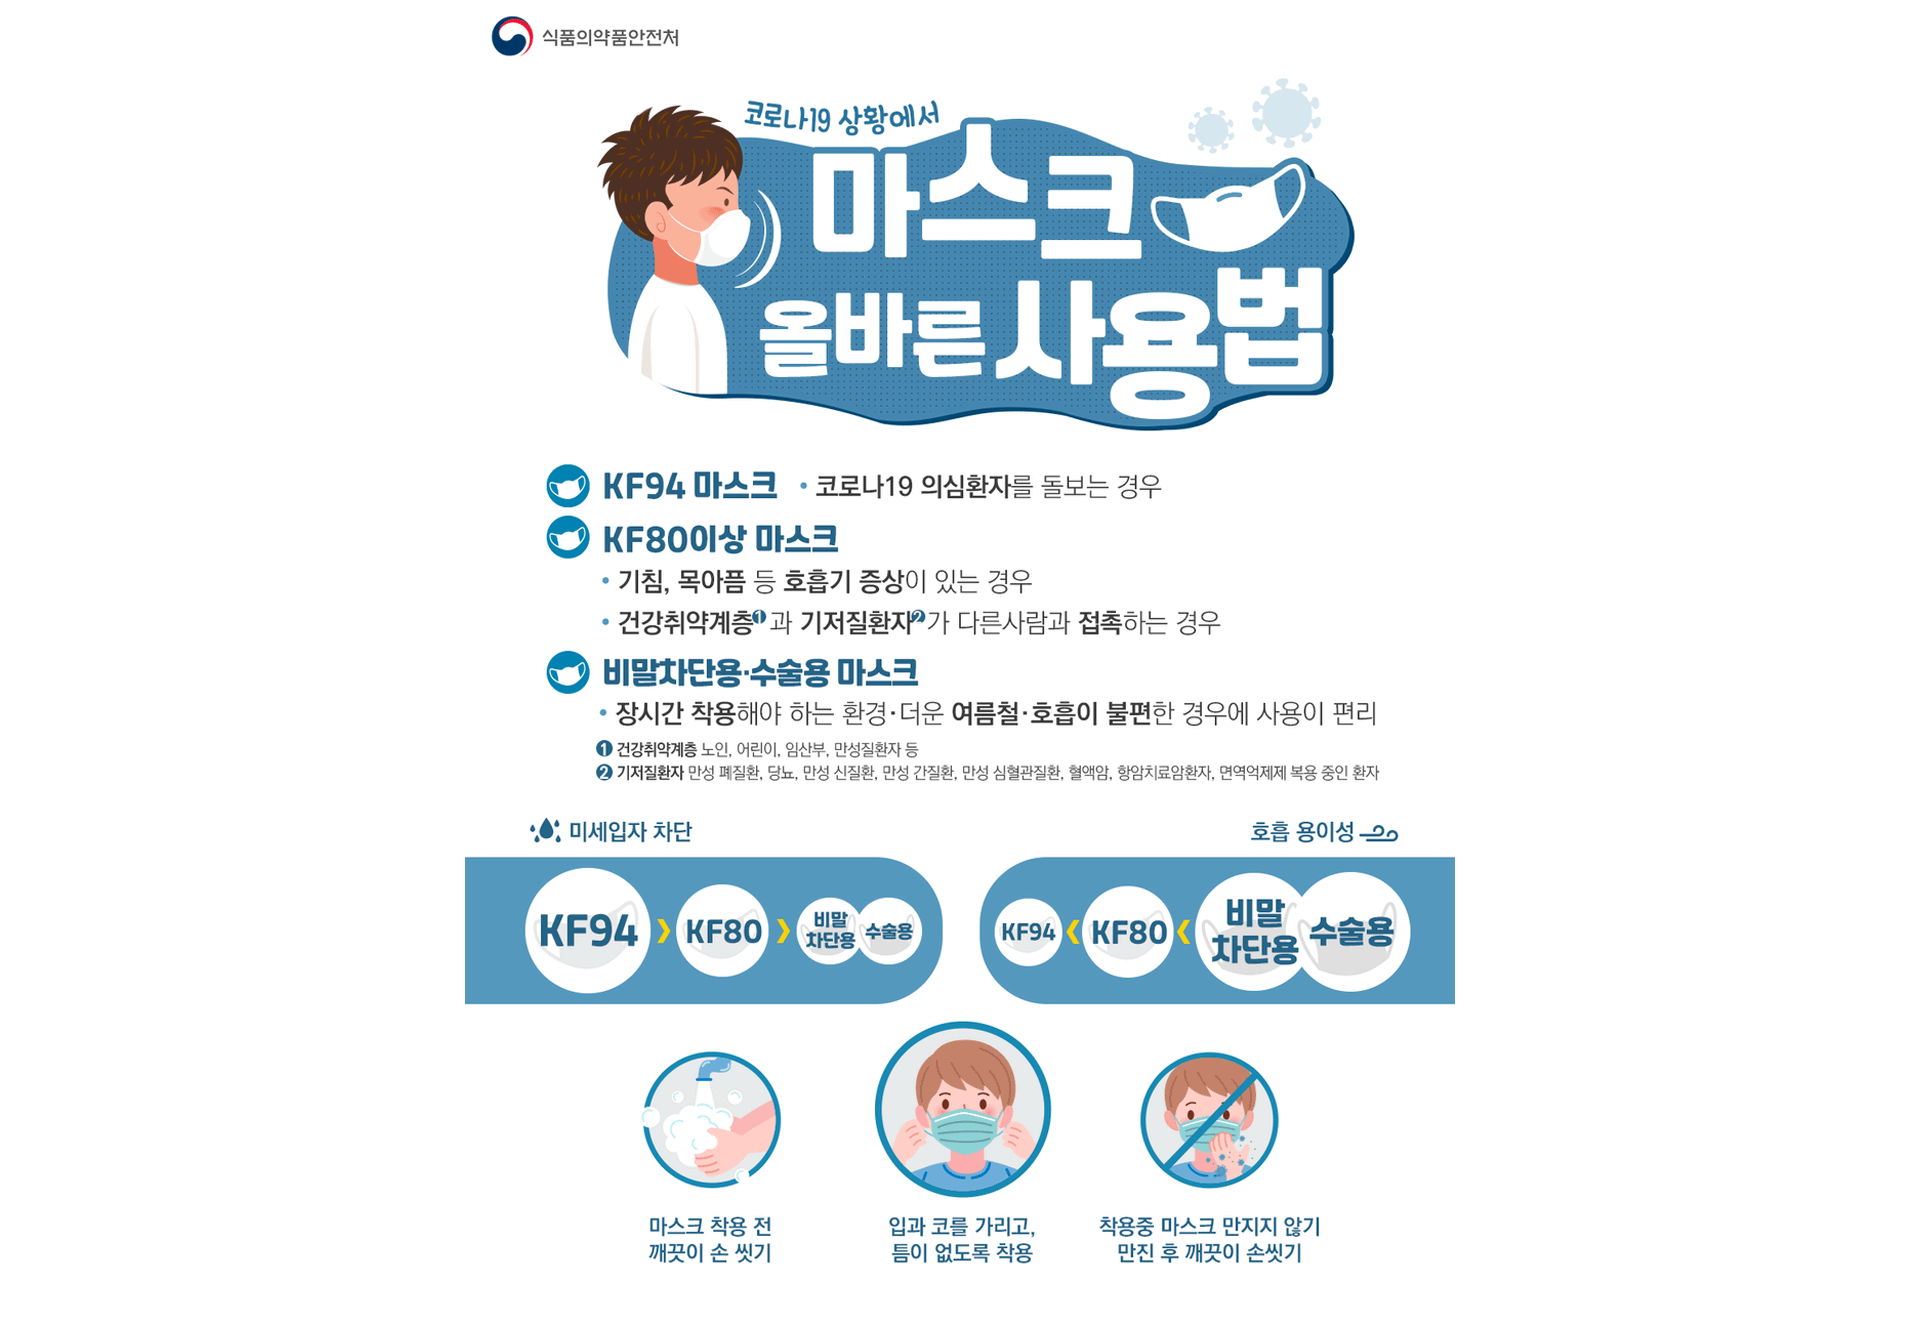 식품의약품안전처
코로나19 상황에서
마스크
올바른 사용법
KF94 마스크 • 코로나19 의심환자를 돌보는 경우
KF80이상 마스크
• 기침, 목아픔 등 호흡기 증상이 있는 경우
• 건강취약계층❶과 기저질환자❷가 다른사람과 접촉하는 경우
비말차단용·수술용 마스크
• 장시간 착용해야 하는 환경·더운 여름철·호흡이 불편한 경우에 사용이 편리
❶ 건강취약계층 노인, 어린이, 임산부, 만성질환자 등
❷ 기저질환자 만성 폐질환, 당뇨, 만성 신질환, 만성 간질환, 만성 심혈관질환, 혈액암, 항암치료암환자, 면역억제제 복용 중인 환자
미세입자 차단
KF94 > KF80 > 비말차단용 수술용
호흡 용이성
KF94 < KF80 < 비말차단용 수술용
마스크 착용 전
깨끗이 손 씻기
입과 코를 가리고,
틈이 없도록 착용
착용중 마스크 만지지 않기
만진 후 깨끗이 손씻기